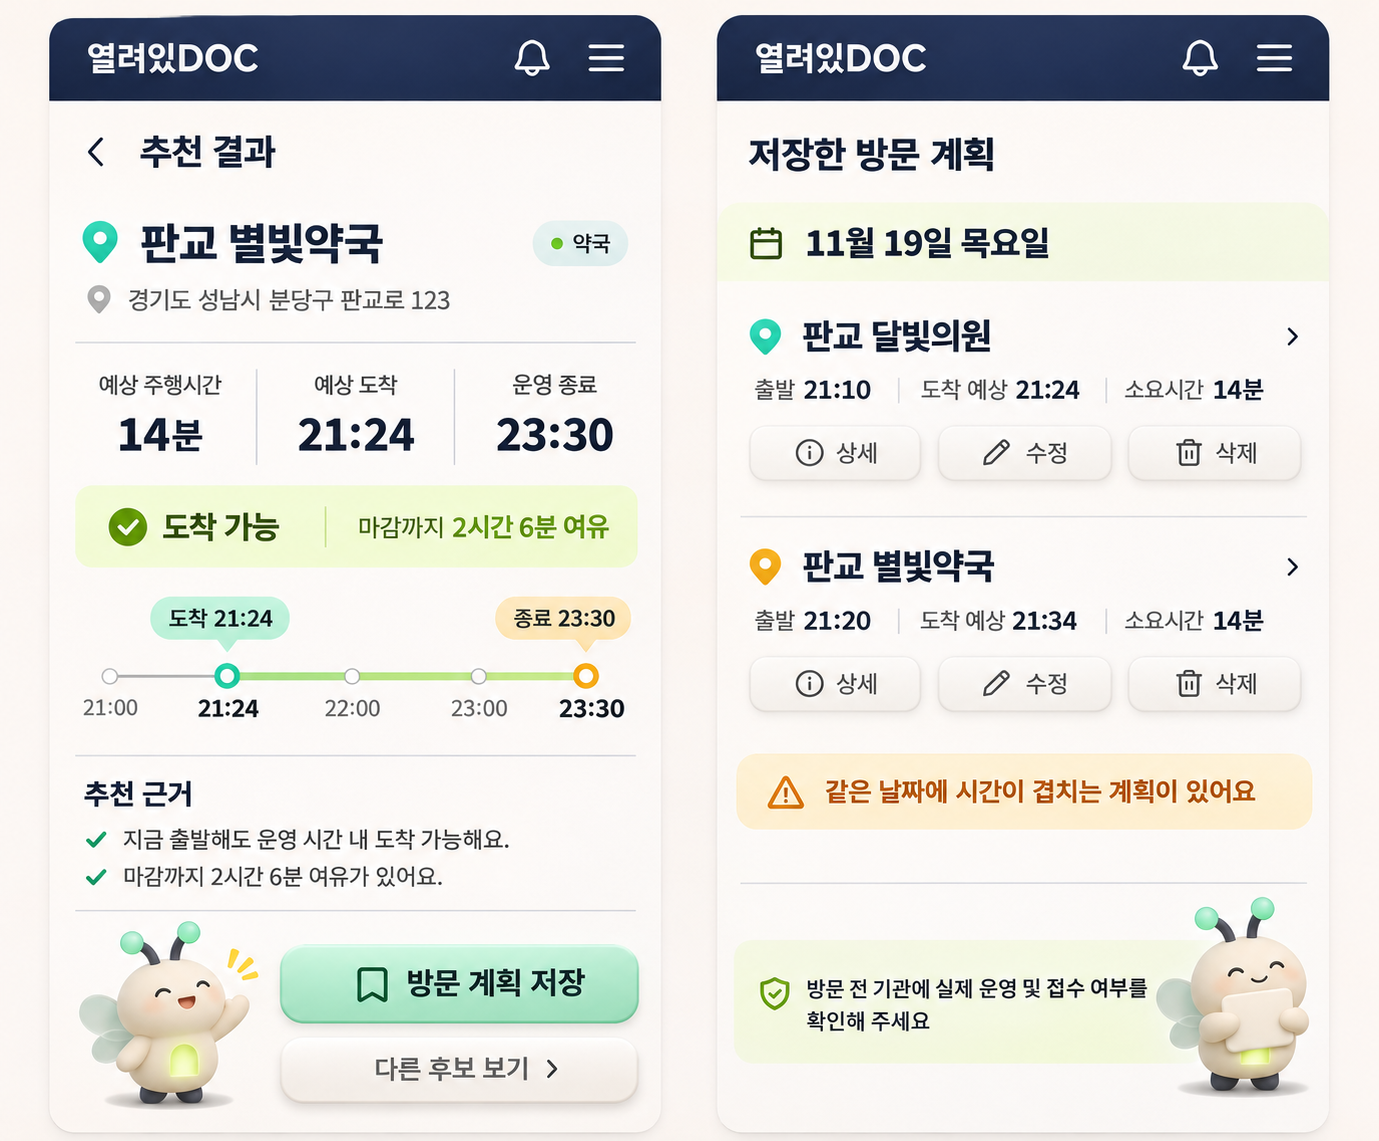 열려있DOC
추천 결과
판교 별빛약국
약국
경기도 성남시 분당구 판교로 123
예상 주행시간
14분
예상 도착
21:24
운영 종료
23:30
도착 가능
마감까지 2시간 6분 여유
도착 21:24
종료 23:30
21:00
21:24
22:00
23:00
23:30
추천 근거
지금 출발해도 운영 시간 내 도착 가능해요.
마감까지 2시간 6분 여유가 있어요.
방문 계획 저장
다른 후보 보기
열려있DOC
저장한 방문 계획
11월 19일 목요일
판교 달빛의원
출발 21:10
도착 예상 21:24
소요시간 14분
상세
수정
삭제
판교 별빛약국
출발 21:20
도착 예상 21:34
소요시간 14분
상세
수정
삭제
같은 날짜에 시간이 겹치는 계획이 있어요
방문 전 기관에 실제 운영 및 접수 여부를
확인해 주세요